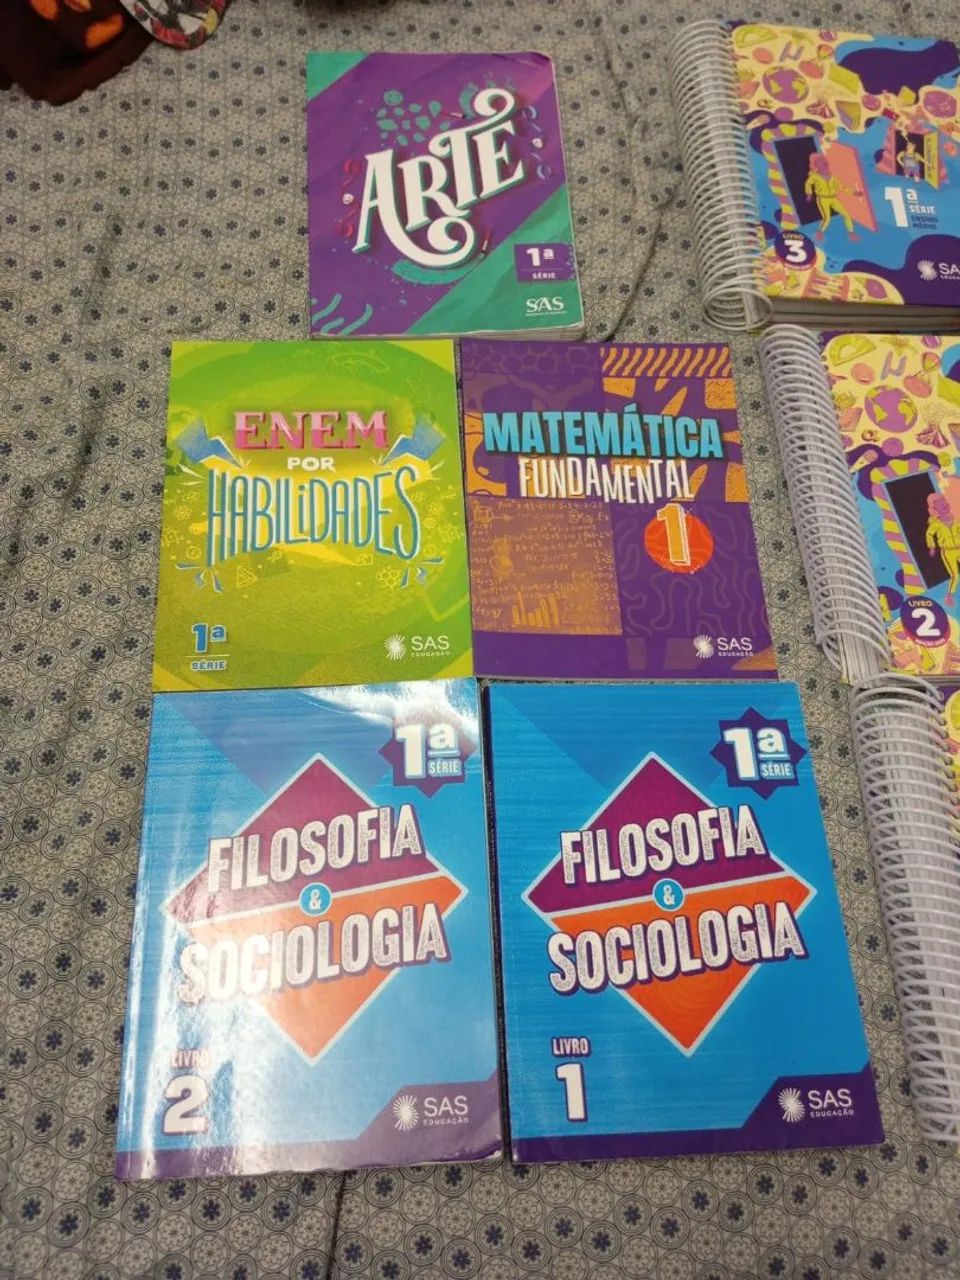 ARTE
1ª
SÉRIE
SAS
LIVRO
3
1ª
SÉRIE
ENSINO
MÉDIO
SA
EDUCAÇ
ENEM
POR
HABILIDADES
1ª
SÉRIE
SAS
EDUCAÇÃO
MATEMÁTICA
FUNDAMENTAL
1
SAS
EDUCAÇÃO
LIVRO
2
1ª
SÉRIE
FILOSOFIA
&
SOCIOLOGIA
LIVRO
2
SAS
EDUCAÇÃO
1ª
SÉRIE
FILOSOFIA
&
SOCIOLOGIA
LIVRO
1
SAS
EDUCAÇÃO